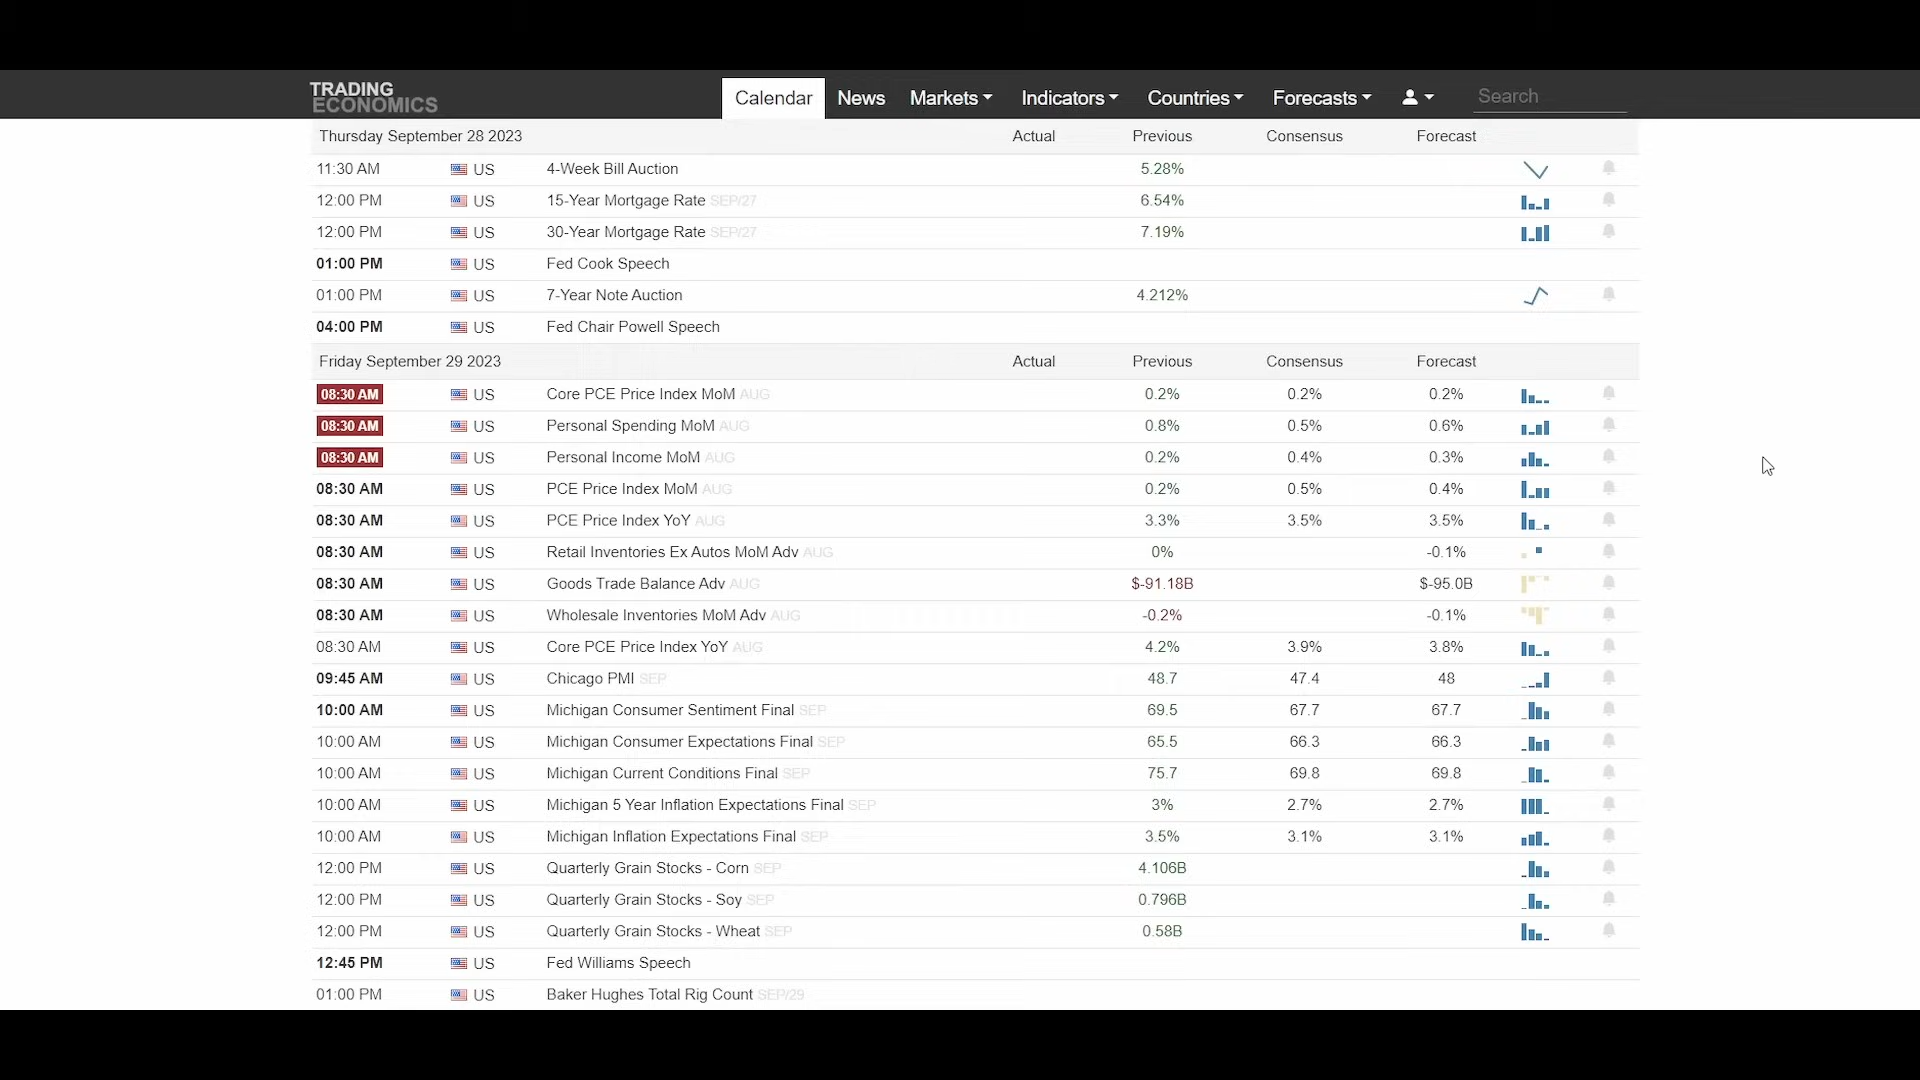 TRADING
ECONOMICS
Calendar News Markets Indicators Countries Forecasts Search
Thursday September 28 2023 Actual Previous Consensus Forecast
11:30 AM US 4-Week Bill Auction 5.28%
12:00 PM US 15-Year Mortgage Rate SEP/27 6.54%
12:00 PM US 30-Year Mortgage Rate SEP/27 7.19%
01:00 PM US Fed Cook Speech
01:00 PM US 7-Year Note Auction 4.212%
04:00 PM US Fed Chair Powell Speech
Friday September 29 2023 Actual Previous Consensus Forecast
08:30 AM US Core PCE Price Index MoM AUG 0.2% 0.2% 0.2%
08:30 AM US Personal Spending MoM AUG 0.8% 0.5% 0.6%
08:30 AM US Personal Income MoM AUG 0.2% 0.4% 0.3%
08:30 AM US PCE Price Index MoM AUG 0.2% 0.5% 0.4%
08:30 AM US PCE Price Index YoY AUG 3.3% 3.5% 3.5%
08:30 AM US Retail Inventories Ex Autos MoM Adv AUG 0% -0.1%
08:30 AM US Goods Trade Balance Adv AUG $-91.18B $-95.0B
08:30 AM US Wholesale Inventories MoM Adv AUG -0.2% -0.1%
08:30 AM US Core PCE Price Index YoY AUG 4.2% 3.9% 3.8%
09:45 AM US Chicago PMI SEP 48.7 47.4 48
10:00 AM US Michigan Consumer Sentiment Final SEP 69.5 67.7 67.7
10:00 AM US Michigan Consumer Expectations Final SEP 65.5 66.3 66.3
10:00 AM US Michigan Current Conditions Final SEP 75.7 69.8 69.8
10:00 AM US Michigan 5 Year Inflation Expectations Final SEP 3% 2.7% 2.7%
10:00 AM US Michigan Inflation Expectations Final SEP 3.5% 3.1% 3.1%
12:00 PM US Quarterly Grain Stocks - Corn SEP 4.106B
12:00 PM US Quarterly Grain Stocks - Soy SEP 0.796B
12:00 PM US Quarterly Grain Stocks - Wheat SEP 0.58B
12:45 PM US Fed Williams Speech
01:00 PM US Baker Hughes Total Rig Count SEP/29